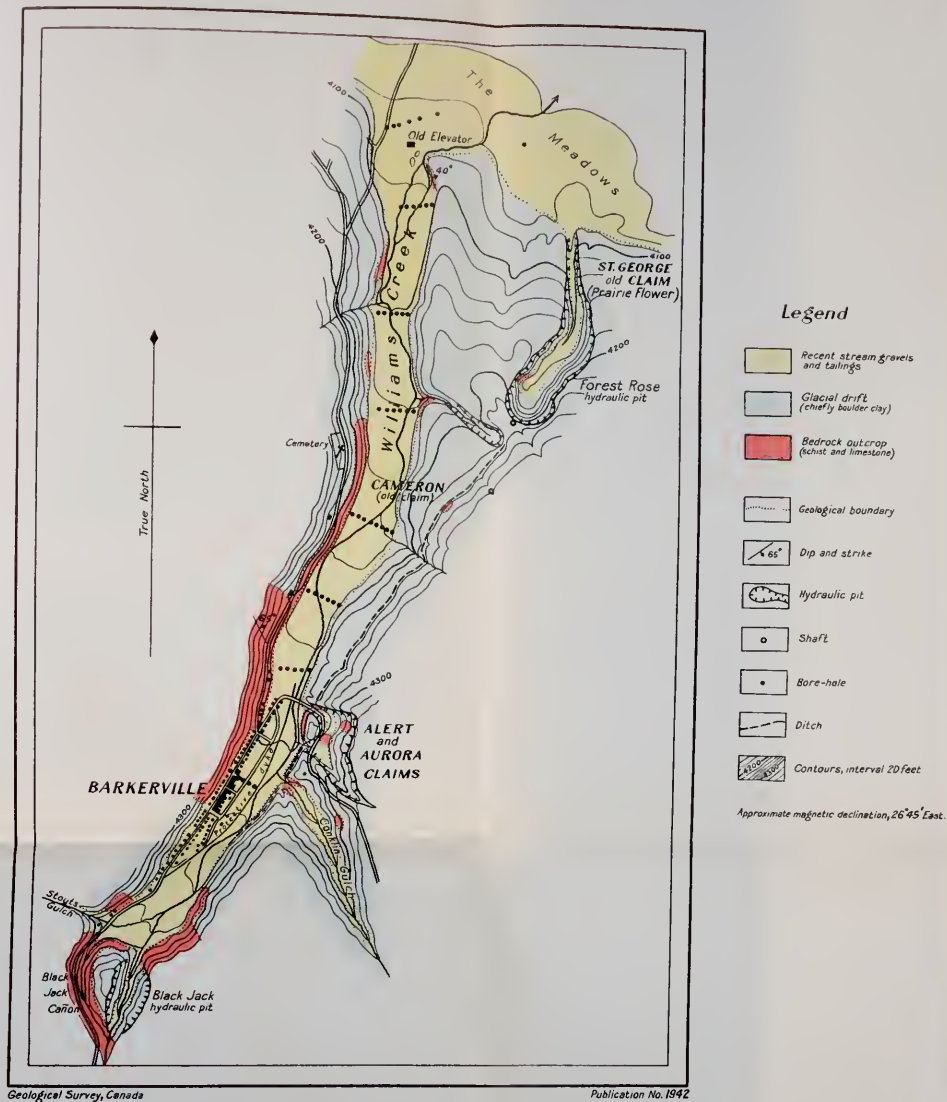 The
Meadows
4100
Old Elevator
40°
4200
Williams Creek
4100
ST. GEORGE
old CLAIM
(Prairie Flower)
4200
Forest Rose
hydraulic pit
Cemetery
CAMERON
(old claim)
True North
65°
4300
ALERT
and
AURORA
CLAIMS
BARKERVILLE
4300
Conklin Gulch
Stouts
Gulch
Black
Jack
Cañon
Black Jack
hydraulic pit
Legend
Recent stream gravels
and tailings
Glacial drift
(chiefly boulder clay)
Bedrock outcrop
(schist and limestone)
Geological boundary
65°
Dip and strike
Hydraulic pit
Shaft
Bore-hole
Ditch
4200
4300
Contours, interval 20 feet
Approximate magnetic declination, 26°45' East.
Geological Survey, Canada
Publication No. 1942